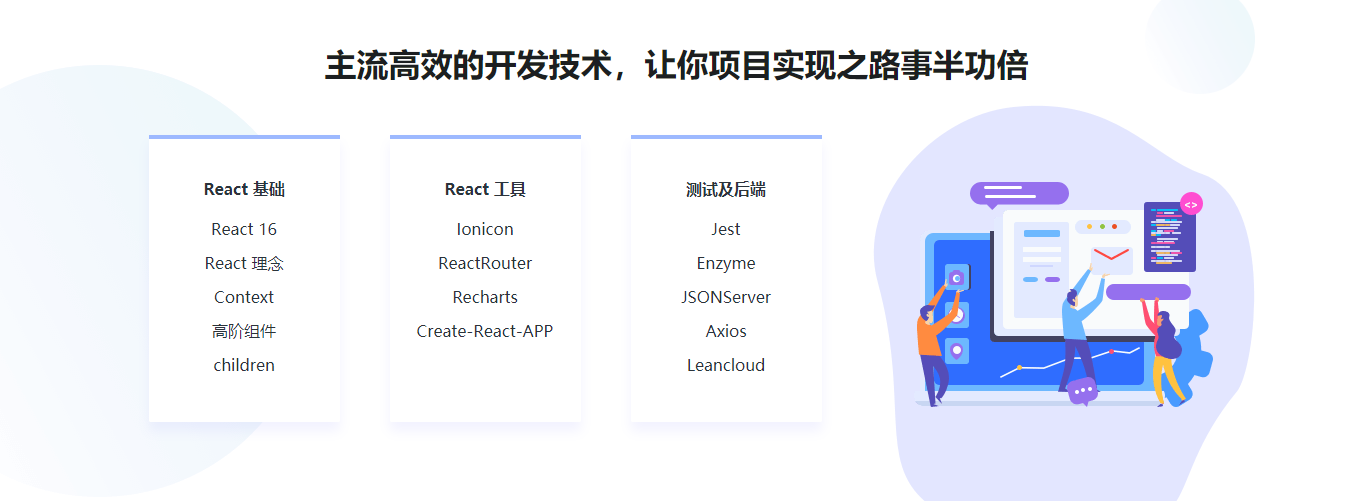 主流高效的开发技术，让你项目实现之路事半功倍
React 基础
React 16
React 理念
Context
高阶组件
children
React 工具
Ionicon
ReactRouter
Recharts
Create-React-APP
测试及后端
Jest
Enzyme
JSONServer
Axios
Leancloud
<>